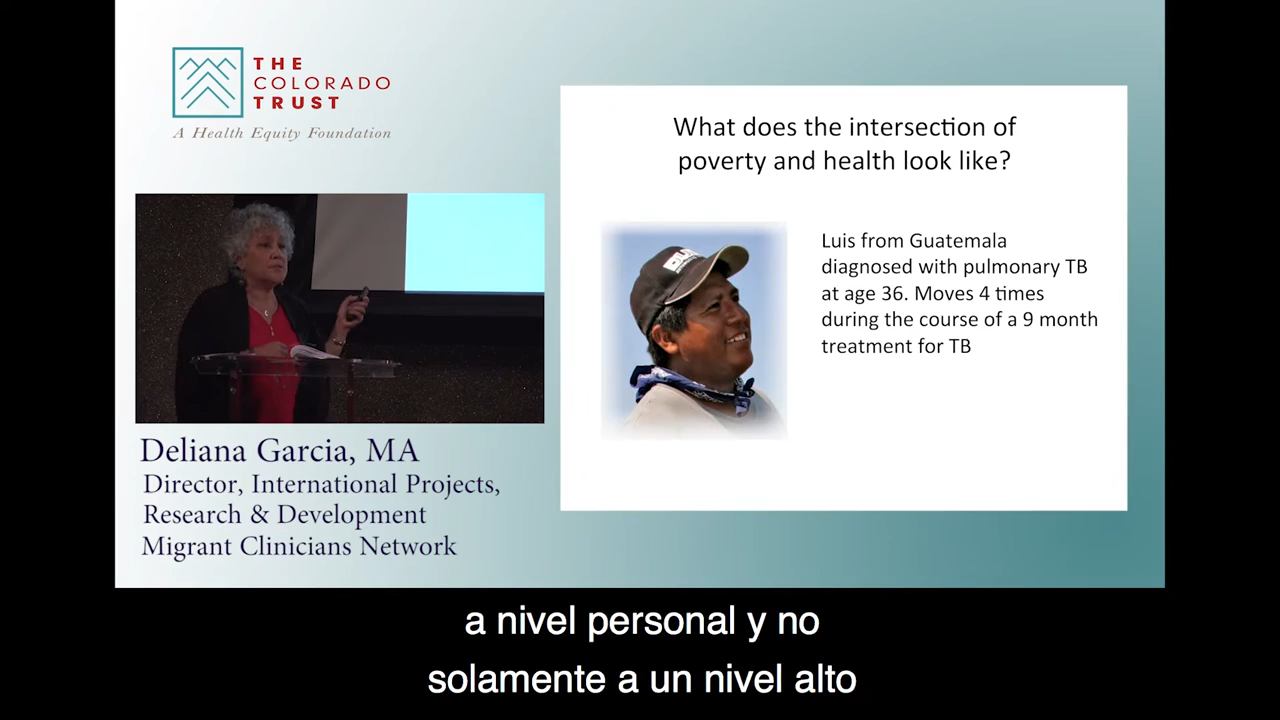 THE
COLORADO
TRUST
A Health Equity Foundation
What does the intersection of
poverty and health look like?
Luis from Guatemala
diagnosed with pulmonary TB
at age 36. Moves 4 times
during the course of a 9 month
treatment for TB
Deliana Garcia, MA
Director, International Projects,
Research & Development
Migrant Clinicians Network
a nivel personal y no
solamente a un nivel alto